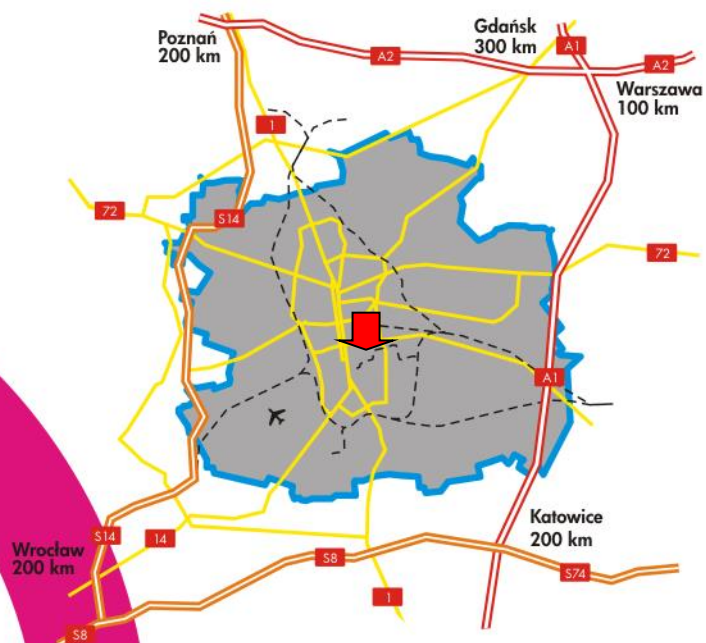 Poznań
200 km
Gdańsk
300 km
A1
A2
A2
Warszawa
100 km
1
72
S14
72
A1
Katowice
200 km
S14
14
Wrocław
200 km
S8
S74
1
S8